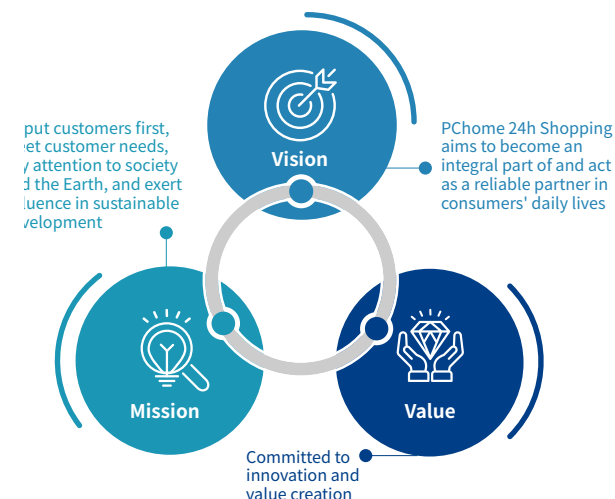 Vision
PChome 24h Shopping
aims to become an
integral part of and act
as a reliable partner in
consumers' daily lives
put customers first,
customer needs,
attention to society
the Earth, and exert
in sustainable
Mission
Value
Committed to
innovation and
value creation